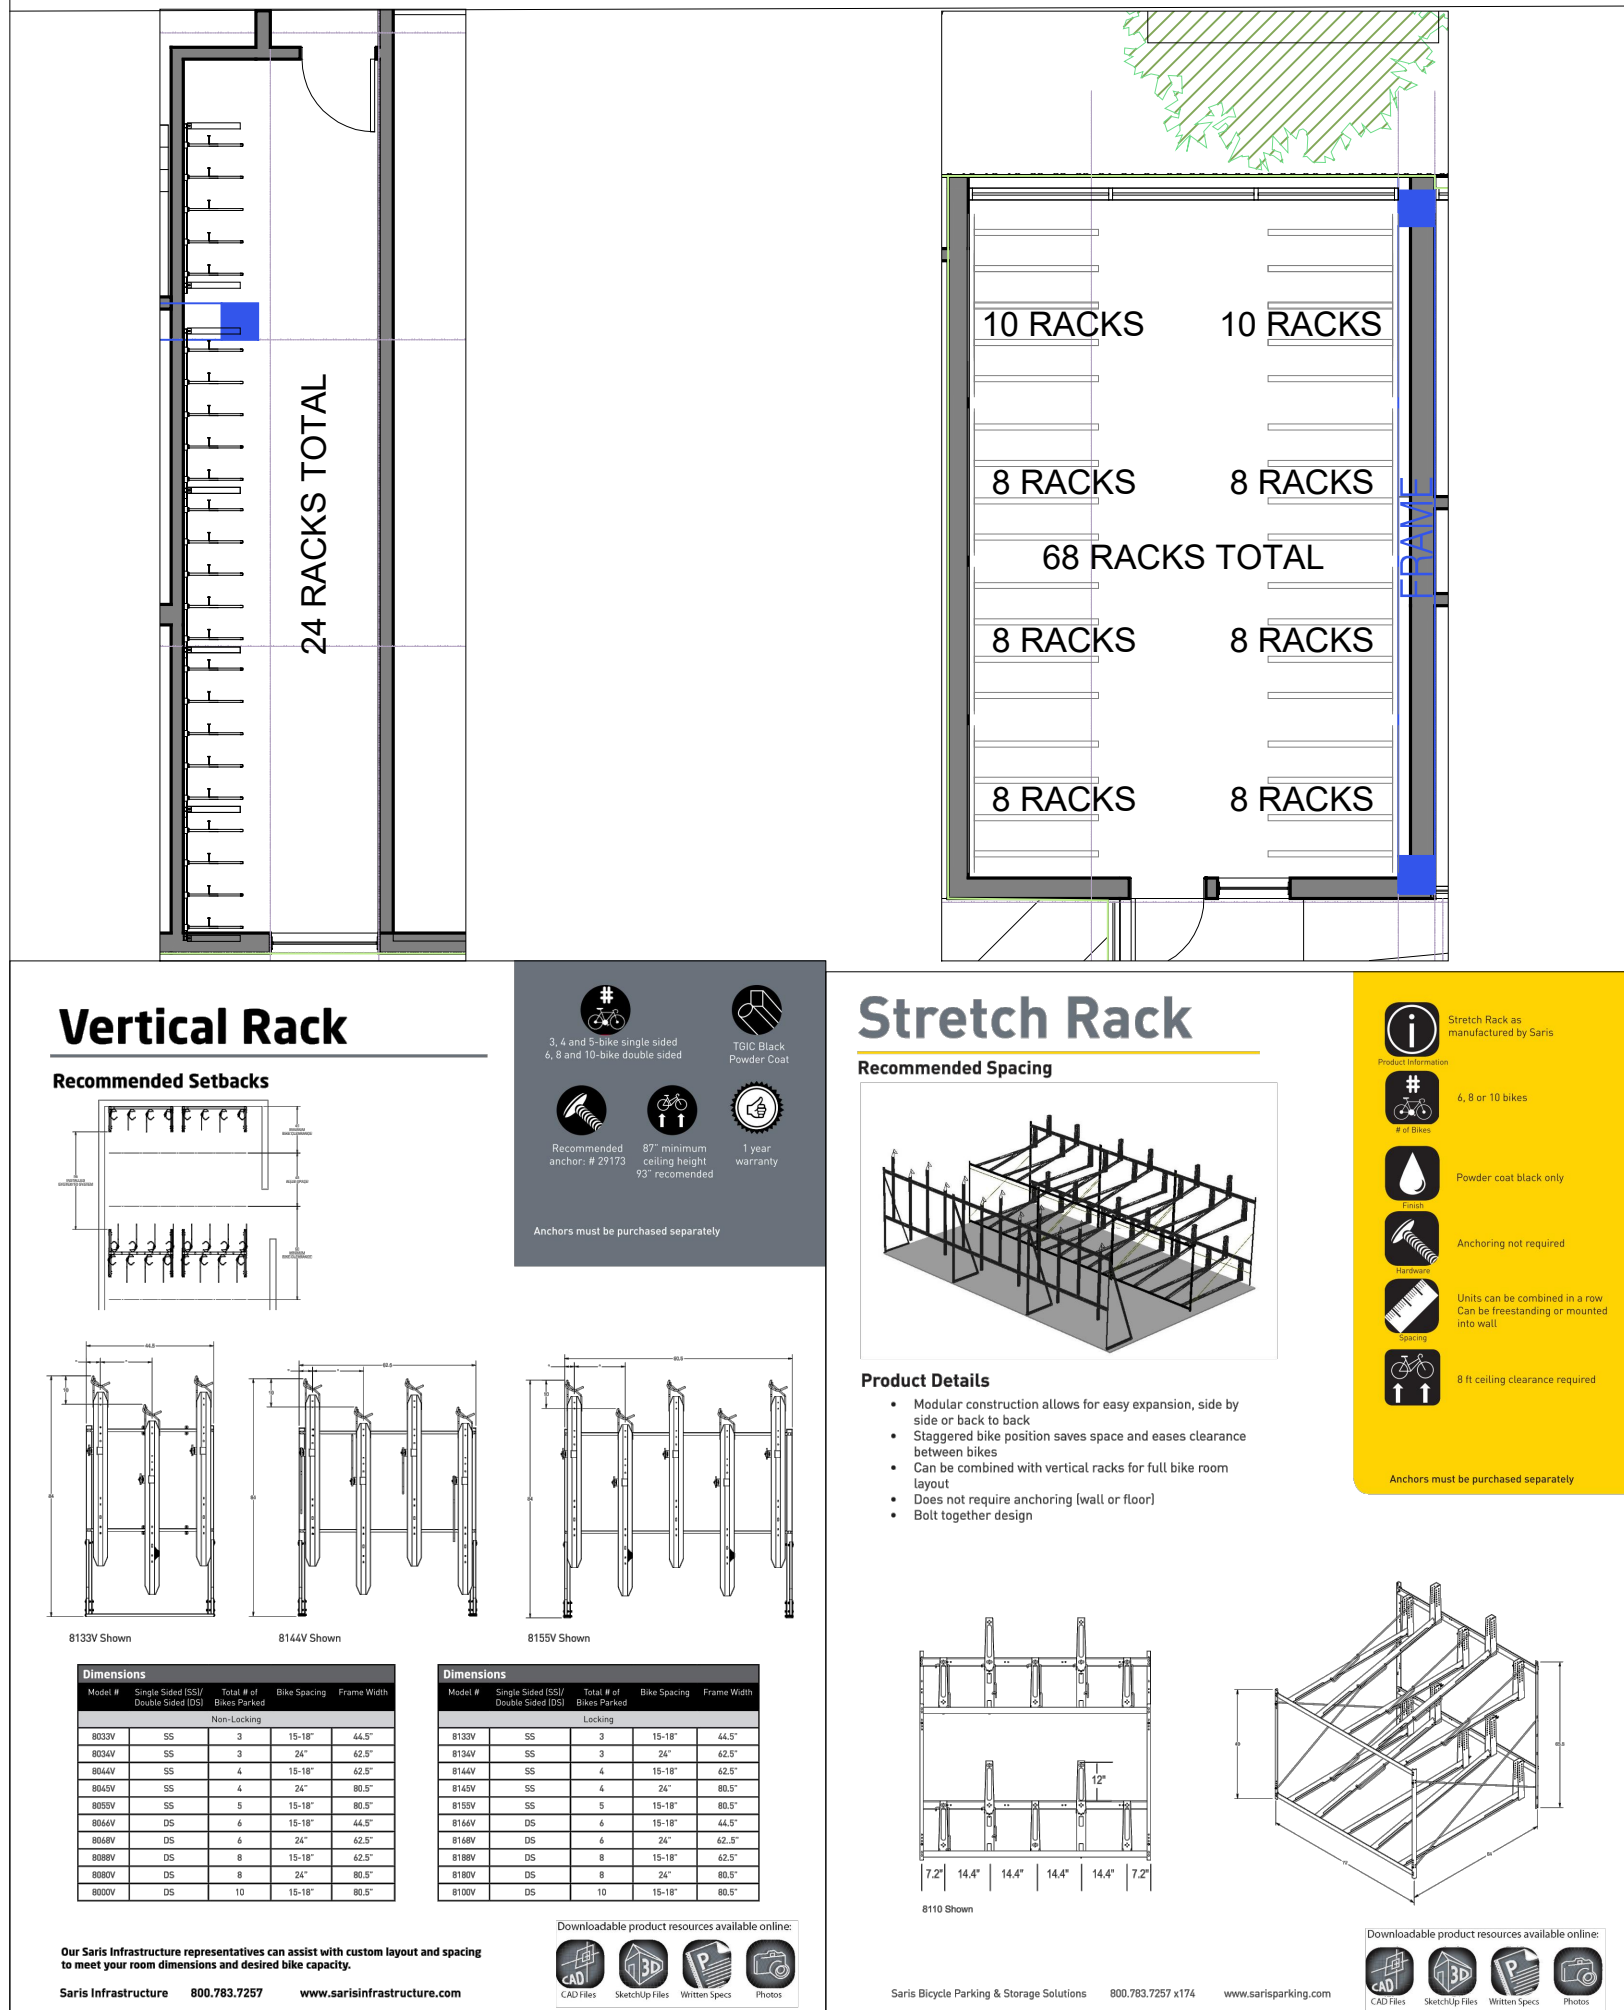 24 RACKS TOTAL
10 RACKS 10 RACKS
8 RACKS 8 RACKS
68 RACKS TOTAL
FRAME
8 RACKS 8 RACKS
8 RACKS 8 RACKS
Vertical Rack
Recommended Setbacks
3, 4 and 5-bike single sided
6, 8 and 10-bike double sided
TGIC Black
Powder Coat
Recommended
anchor: # 29173
87" minimum
ceiling height
93" recomended
1 year
warranty
Anchors must be purchased separately
8133V Shown
8144V Shown
8155V Shown
Dimensions
Model # Single Sided (SS)/ Double Sided (DS) Total # of Bikes Parked Bike Spacing Frame Width
Non-Locking
8033V SS 3 15-18" 44.5"
8034V SS 3 24" 62.5"
8044V SS 4 15-18" 62.5"
8045V SS 4 24" 80.5"
8055V SS 5 15-18" 80.5"
8066V DS 6 15-18" 44.5"
8068V DS 6 24" 62.5"
8088V DS 8 15-18" 62.5"
8080V DS 8 24" 80.5"
8000V DS 10 15-18" 80.5"
Dimensions
Model # Single Sided (SS)/ Double Sided (DS) Total # of Bikes Parked Bike Spacing Frame Width
Locking
8133V SS 3 15-18" 44.5"
8134V SS 3 24" 62.5"
8144V SS 4 15-18" 62.5"
8145V SS 4 24" 80.5"
8155V SS 5 15-18" 80.5"
8166V DS 6 15-18" 44.5"
8168V DS 6 24" 62..5"
8188V DS 8 15-18" 62.5"
8180V DS 8 24" 80.5"
8100V DS 10 15-18" 80.5"
Our Saris Infrastructure representatives can assist with custom layout and spacing
to meet your room dimensions and desired bike capacity.
Saris Infrastructure 800.783.7257 www.sarisinfrastructure.com
Downloadable product resources available online:
CAD 3D P
CAD Files SketchUp Files Written Specs Photos
Stretch Rack
Recommended Spacing
Product Details
• Modular construction allows for easy expansion, side by
side or back to back
• Staggered bike position saves space and eases clearance
between bikes
• Can be combined with vertical racks for full bike room
layout
• Does not require anchoring (wall or floor)
• Bolt together design
Stretch Rack as
manufactured by Saris
Product Information
6, 8 or 10 bikes
# of Bikes
Powder coat black only
Finish
Anchoring not required
Hardware
Units can be combined in a row
Can be freestanding or mounted
into wall
Spacing
8 ft ceiling clearance required
Anchors must be purchased separately
12"
7.2" 14.4" 14.4" 14.4" 14.4" 7.2"
8110 Shown
Saris Bicycle Parking & Storage Solutions 800.783.7257 x174 www.sarisparking.com
Downloadable product resources available online:
CAD 3D P
CAD Files SketchUp Files Written Specs Photos